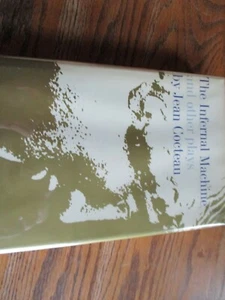 The Infernal Machine
and other plays
by Jean Cocteau